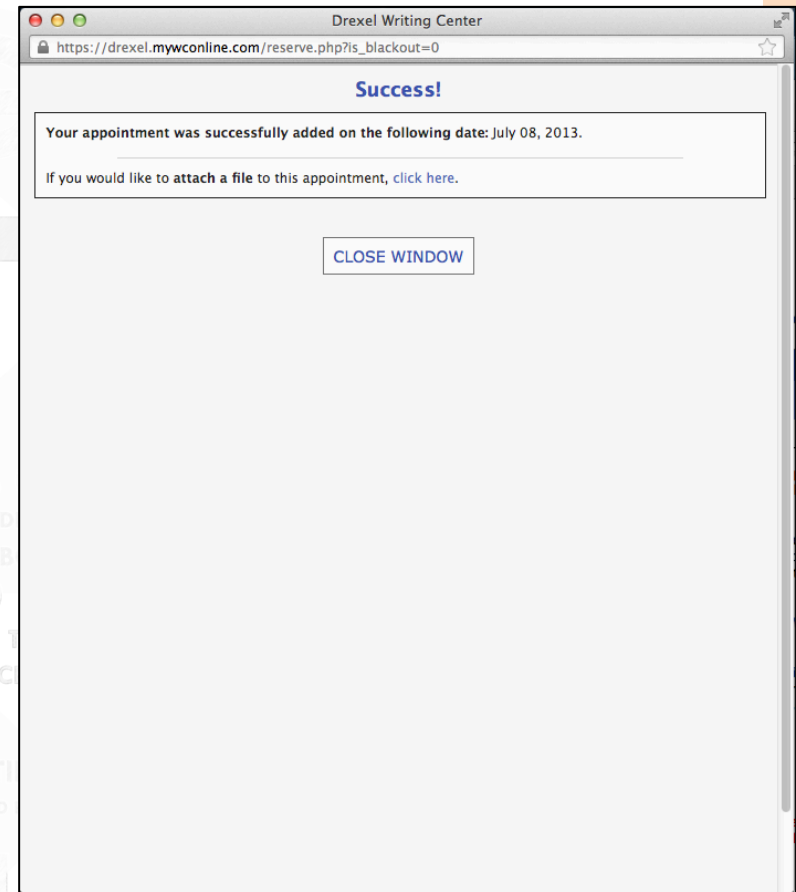 Drexel Writing Center
https://drexel.mywconline.com/reserve.php?is_blackout=0
Success!
Your appointment was successfully added on the following date: July 08, 2013.
If you would like to attach a file to this appointment, click here.
CLOSE WINDOW